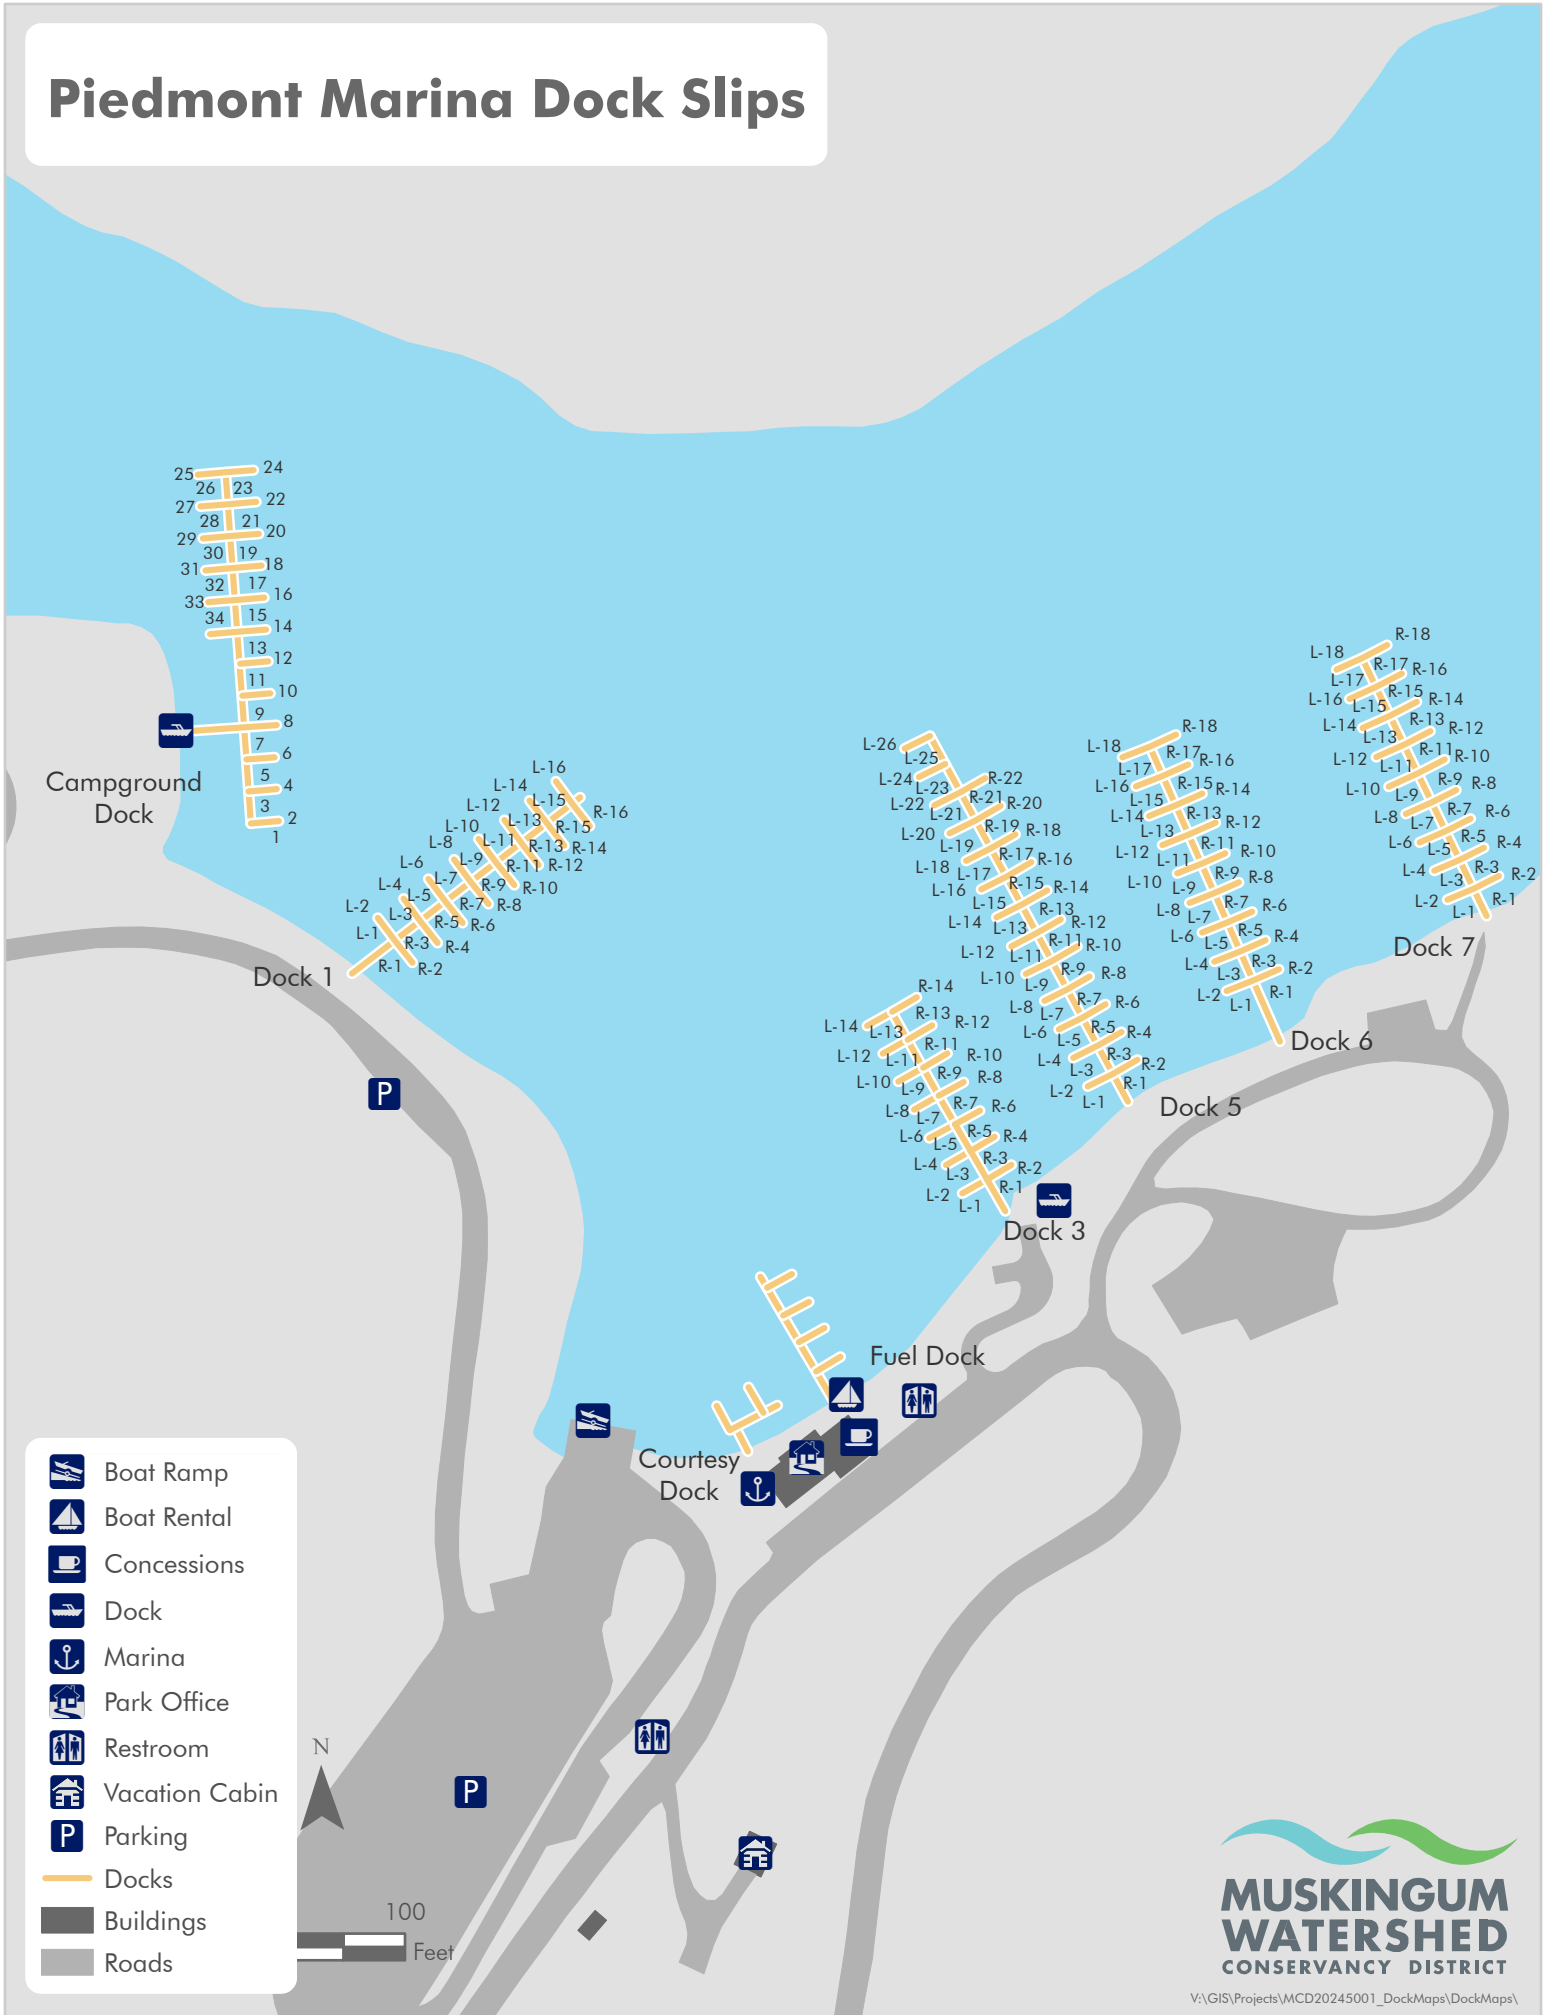 Piedmont Marina Dock Slips
25
24
26
23
27
22
28
21
29
20
30
19
31
18
32
17
33
16
34
15
14
13
12
11
10
9
8
7
6
5
4
3
2
1
Campground
Dock
L-16
L-14
L-15
R-16
L-12
L-13
R-15
L-10
L-11
R-13
R-14
L-8
L-9
R-11
R-12
L-6
L-7
R-9
R-10
L-4
L-5
R-7
R-8
L-2
L-3
R-5
R-6
L-1
R-3
R-4
R-1
R-2
Dock 1
R-14
L-14
L-13
R-13
R-12
L-12
L-11
R-11
R-10
L-10
L-9
R-9
R-8
L-8
L-7
R-7
R-6
L-6
L-5
R-5
R-4
L-4
L-3
R-3
R-2
L-2
L-1
R-1
Dock 3
L-26
L-25
L-24
L-23
R-22
L-22
L-21
R-21
R-20
L-20
L-19
R-19
R-18
L-18
L-17
R-17
R-16
L-16
L-15
R-15
R-14
L-14
L-13
R-13
R-12
L-12
L-11
R-11
R-10
L-10
L-9
R-9
R-8
L-8
L-7
R-7
R-6
L-6
L-5
R-5
R-4
L-4
L-3
R-3
R-2
L-2
L-1
R-1
Dock 5
R-18
L-18
L-17
R-17
R-16
L-16
L-15
R-15
R-14
L-14
L-13
R-13
R-12
L-12
L-11
R-11
R-10
L-10
L-9
R-9
R-8
L-8
L-7
R-7
R-6
L-6
L-5
R-5
R-4
L-4
L-3
R-3
R-2
L-2
L-1
R-1
Dock 6
R-18
L-18
L-17
R-17
R-16
L-16
L-15
R-15
R-14
L-14
L-13
R-13
R-12
L-12
L-11
R-11
R-10
L-10
L-9
R-9
R-8
L-8
L-7
R-7
R-6
L-6
L-5
R-5
R-4
L-4
L-3
R-3
R-2
L-2
L-1
R-1
Dock 7
P
Fuel Dock
Courtesy
Dock
P
Boat Ramp
Boat Rental
Concessions
Dock
Marina
Park Office
Restroom
Vacation Cabin
P Parking
Docks
Buildings
Roads
N
100
Feet
MUSKINGUM
WATERSHED
CONSERVANCY DISTRICT
V:\GIS\Projects\MCD20245001_DockMaps\DockMaps\